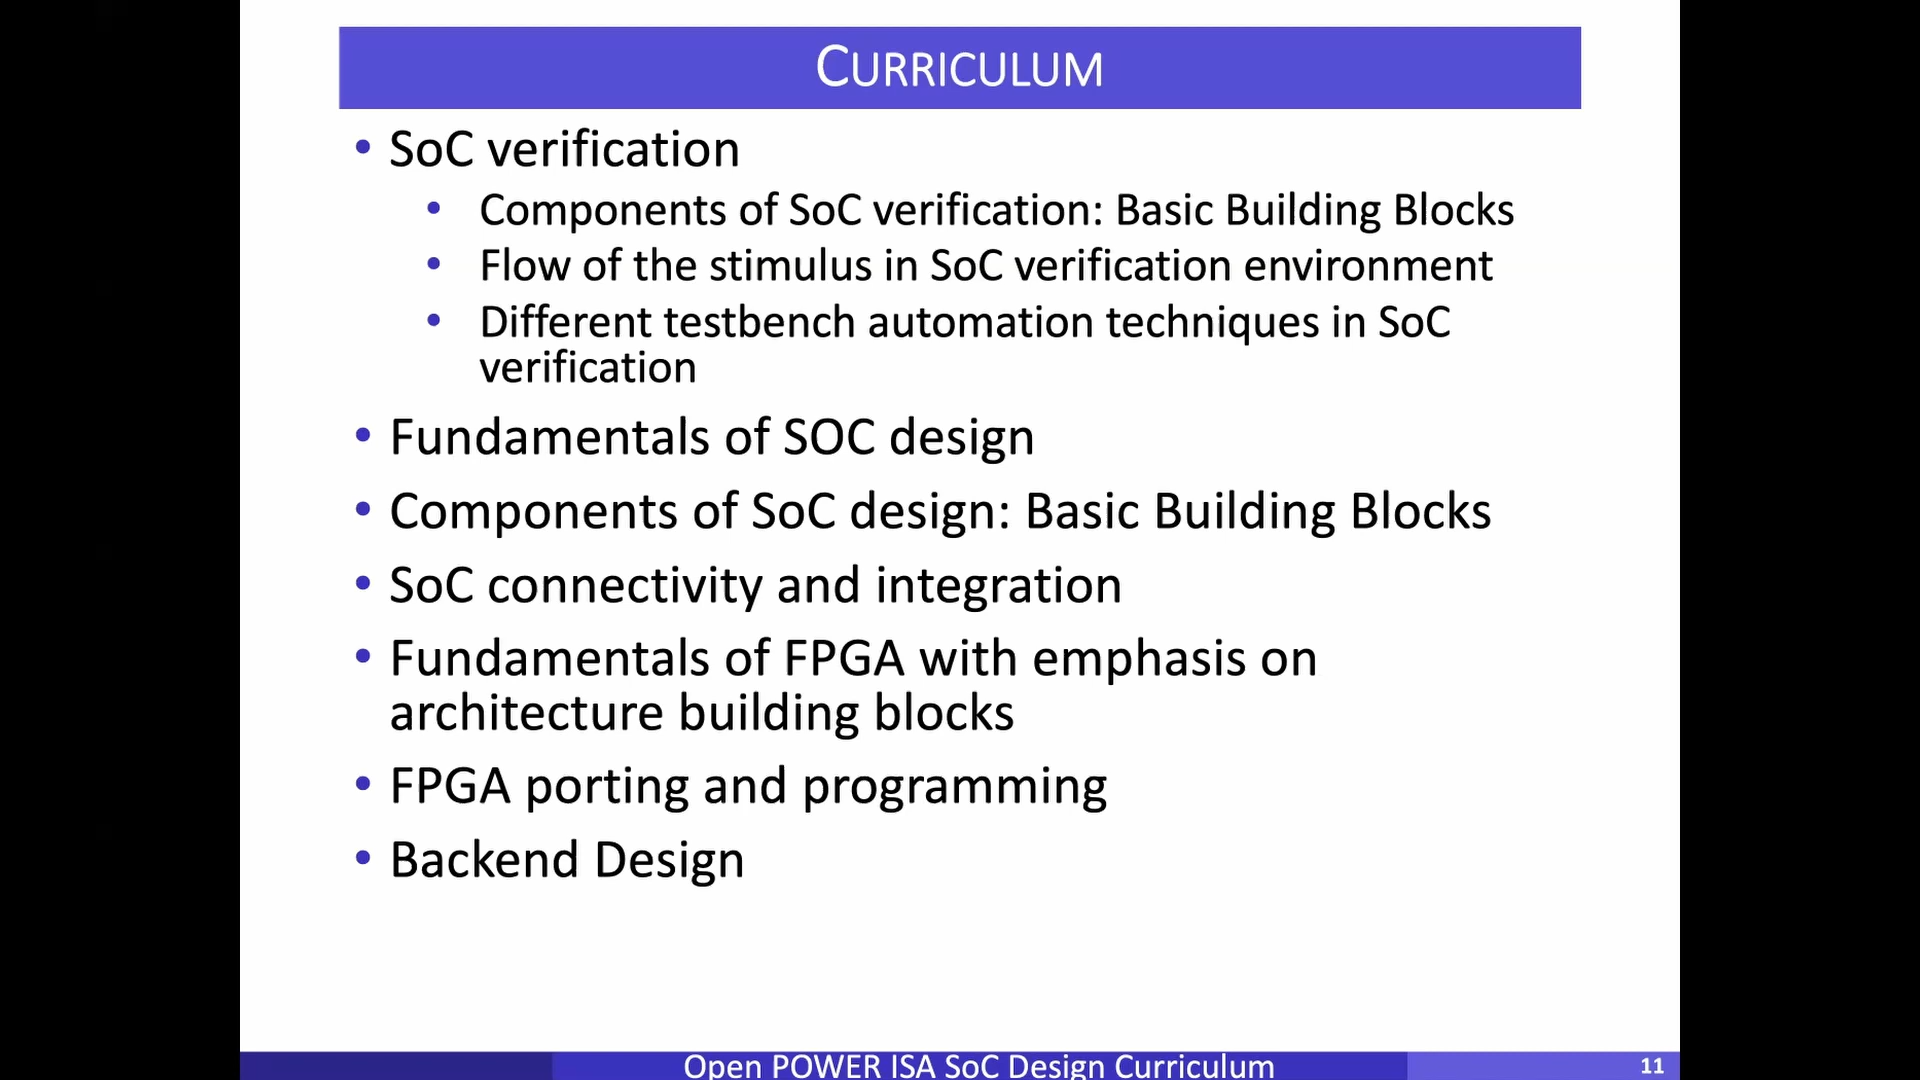 CURRICULUM
• SoC verification
• Components of SoC verification: Basic Building Blocks
• Flow of the stimulus in SoC verification environment
• Different testbench automation techniques in SoC
verification
• Fundamentals of SOC design
• Components of SoC design: Basic Building Blocks
• SoC connectivity and integration
• Fundamentals of FPGA with emphasis on
architecture building blocks
• FPGA porting and programming
• Backend Design
Open POWER ISA SoC Design Curriculum
11